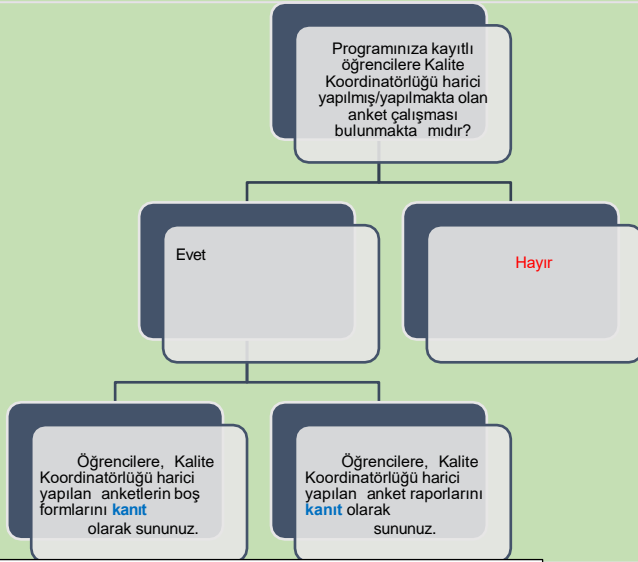 Programınıza kayıtlı
öğrencilere Kalite
Koordinatörlüğü harici
yapılmış/yapılmakta olan
anket çalışması
bulunmakta mıdır?
Evet
Hayır
Öğrencilere, Kalite
Koordinatörlüğü harici
yapılan anketlerin boş
formlarını kanıt
olarak sununuz.
Öğrencilere, Kalite
Koordinatörlüğü harici
yapılan anket raporlarını
kanıt olarak
sununuz.